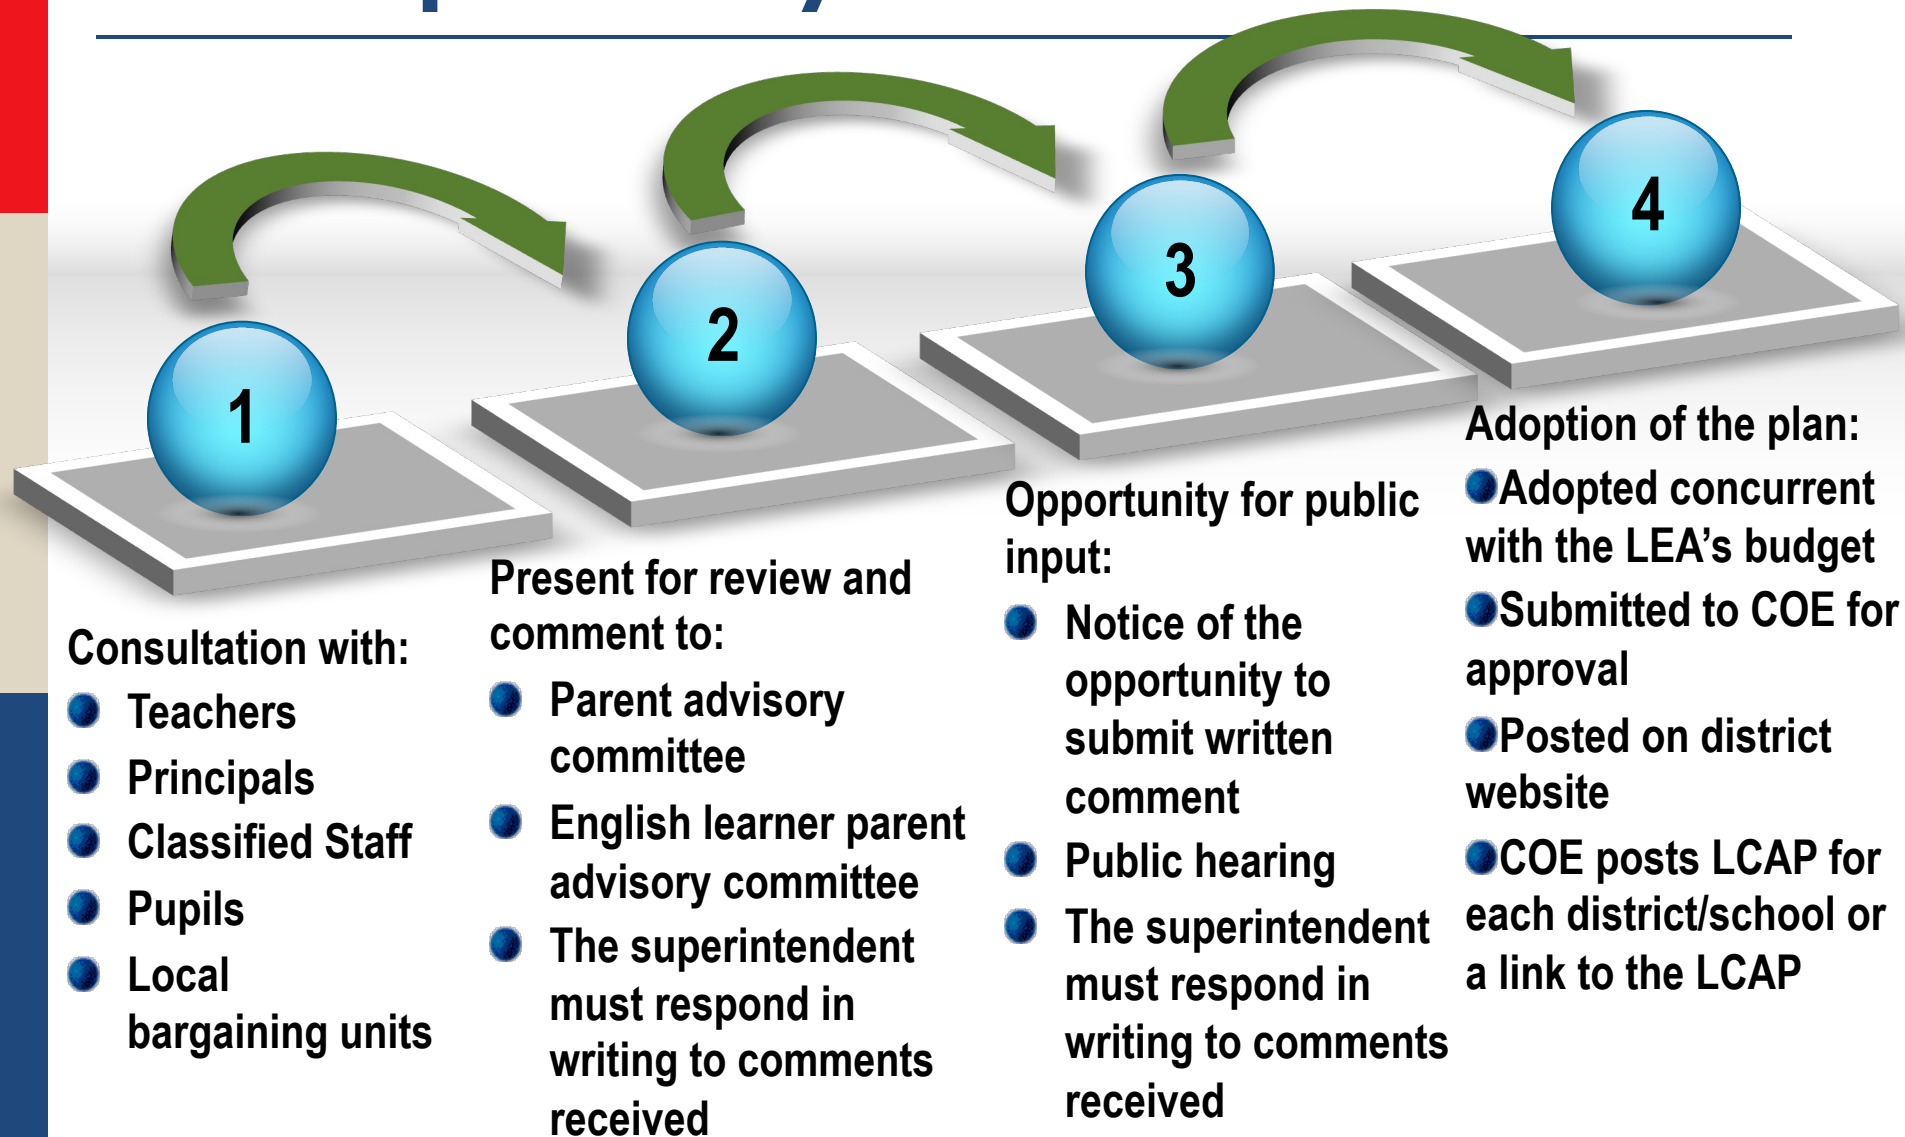 1
2
3
4
Consultation with:
Teachers
Principals
Classified Staff
Pupils
Local
bargaining units
Present for review and
comment to:
Parent advisory
committee
English learner parent
advisory committee
The superintendent
must respond in
writing to comments
received
Opportunity for public
input:
Notice of the
opportunity to
submit written
comment
Public hearing
The superintendent
must respond in
writing to comments
received
Adoption of the plan:
Adopted concurrent
with the LEA’s budget
Submitted to COE for
approval
Posted on district
website
COE posts LCAP for
each district/school or
a link to the LCAP